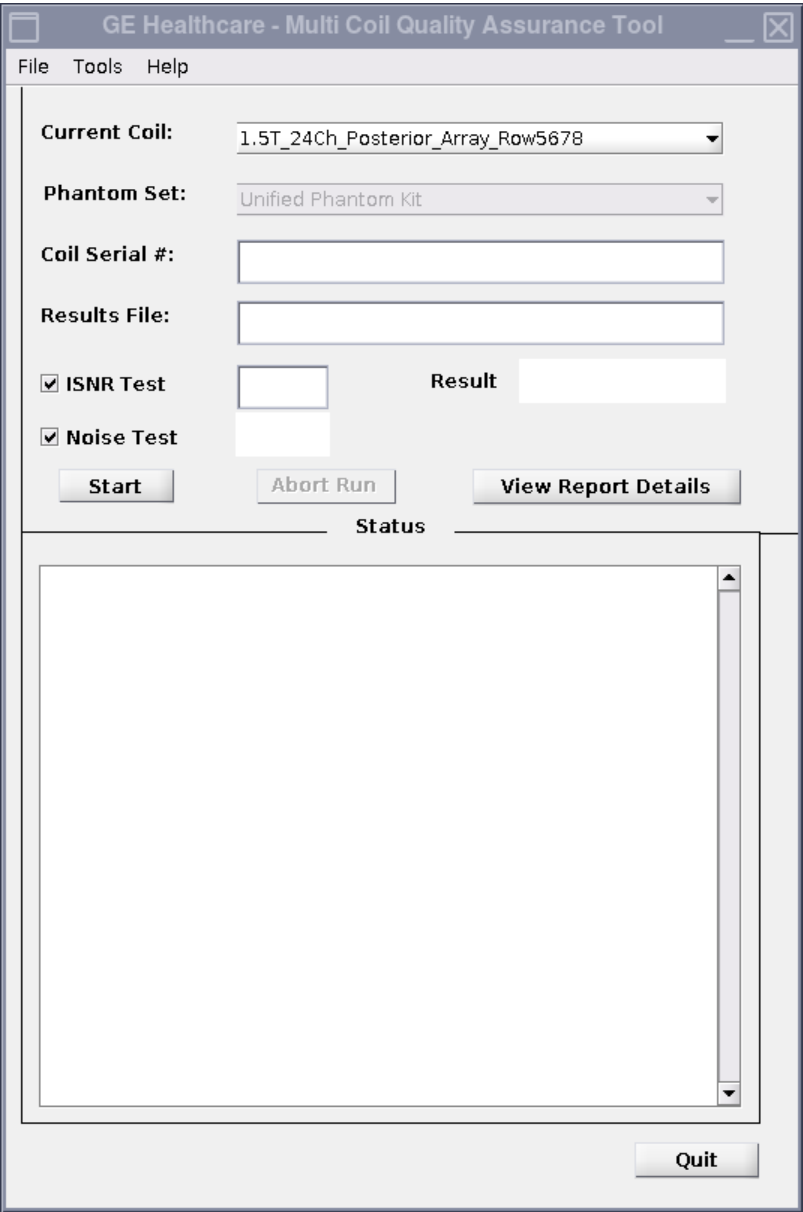 GE Healthcare - Multi Coil Quality Assurance Tool
File Tools Help
Current Coil: 1.5T_24Ch_Posterior_Array_Row5678
Phantom Set: Unified Phantom Kit
Coil Serial #:
Results File:
ISNR Test Result
Noise Test
Start Abort Run View Report Details
Status
Quit